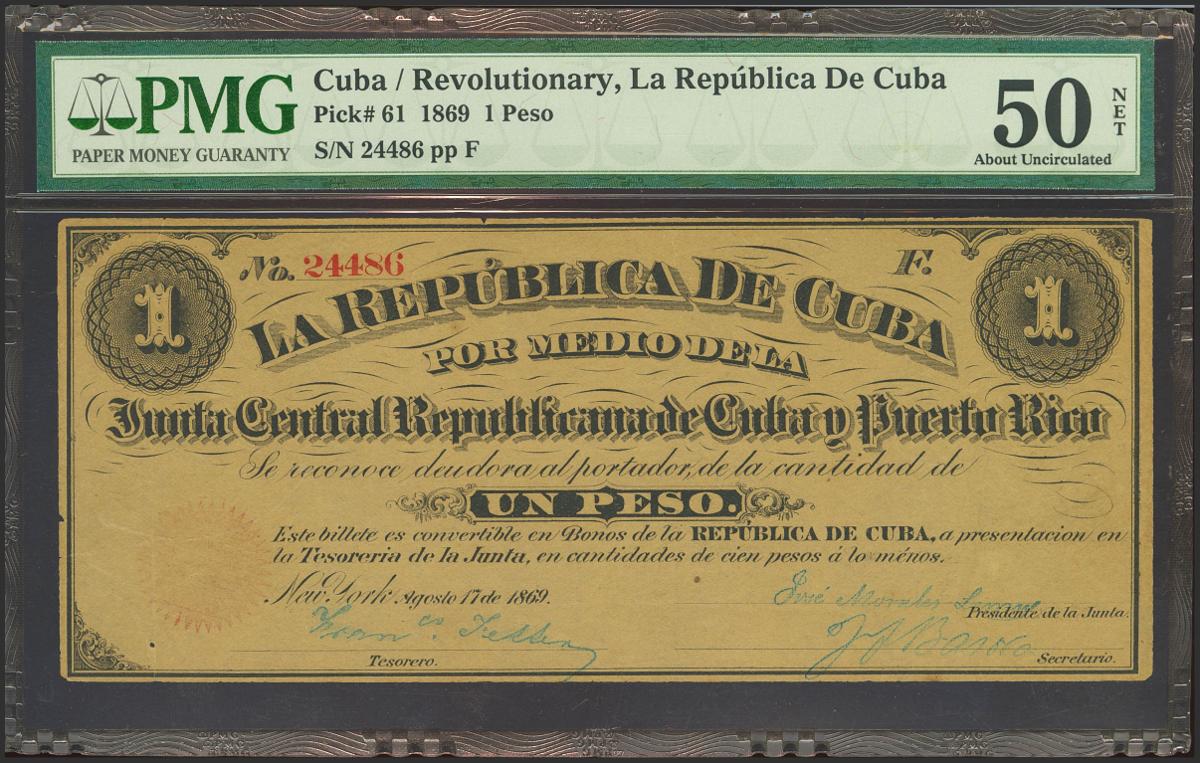 PMG
PAPER MONEY GUARANTY
Cuba / Revolutionary, La República De Cuba
Pick# 61 1869 1 Peso
S/N 24486 pp F
50
NET
About Uncirculated
No. 24486
F.
1
1
LA REPÚBLICA DE CUBA
POR MEDIO DE LA
Junta Central Republicana de Cuba y Puerto Rico
Se reconoce deudora al portador, de la cantidad de
UN PESO.
Este billete es convertible en Bonos de la REPÚBLICA DE CUBA, a presentacion en
la Tesoreria de la Junta, en cantidades de cien pesos á lo ménos.
New York Agosto 17 de 1869.
José Morales Lemus
Presidente de la Junta.
Tesorero.
Secretario.